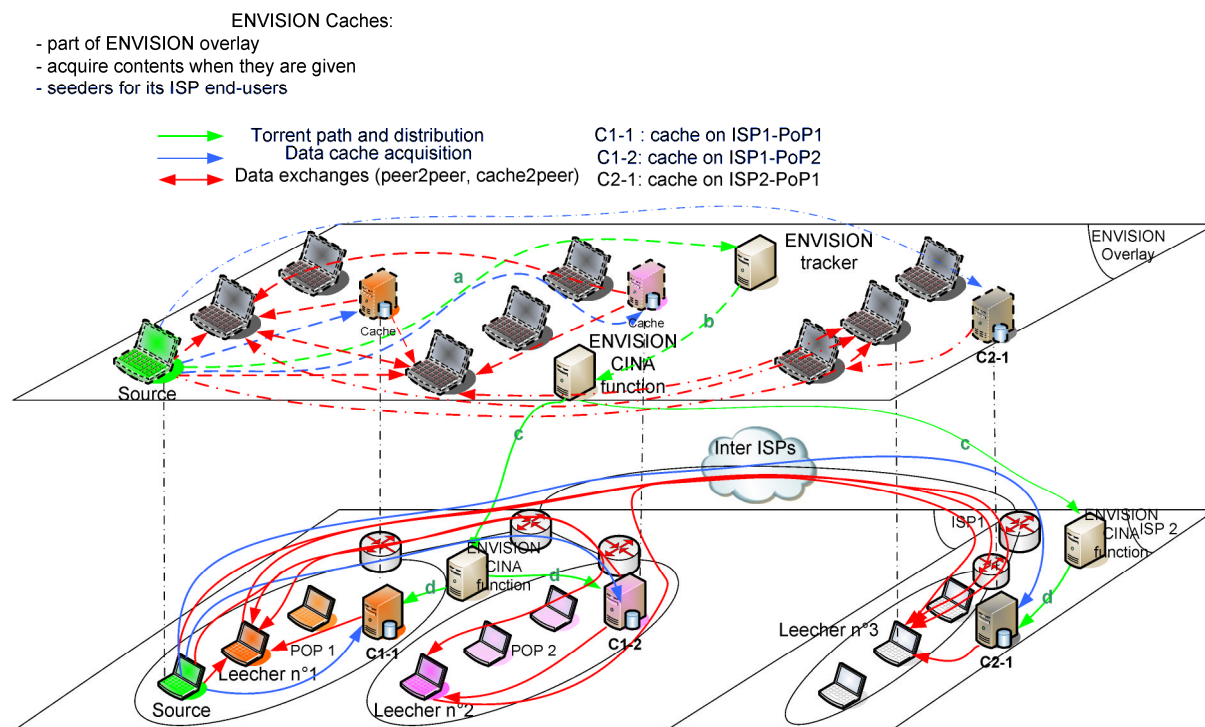 ENVISION Caches:
- part of ENVISION overlay
- acquire contents when they are given
- seeders for its ISP end-users
Torrent path and distribution
Data cache acquisition
Data exchanges (peer2peer, cache2peer)
C1-1 : cache on ISP1-PoP1
C1-2: cache on ISP1-PoP2
C2-1: cache on ISP2-PoP1
ENVISION
Overlay
ENVISION
tracker
a
b
Cache
Cache
ENVISION
CINA
function
C2-1
Source
c
c
Inter ISPs
ISP1
ENVISION
CINA
function
ISP 2
ENVISION
CINA
function
d
d
d
POP 1
Leecher n°1
C1-1
POP 2
C1-2
Leecher n°3
C2-1
Source
Leecher n°2